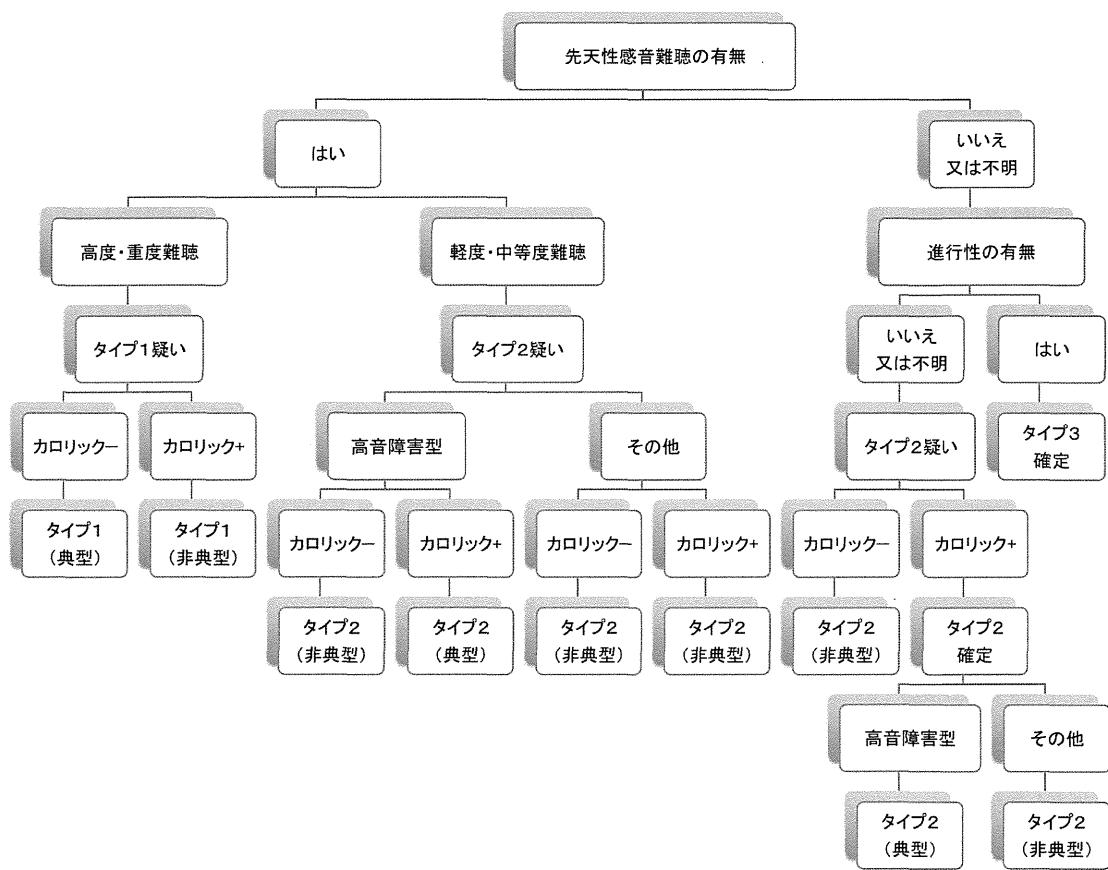 先天性感音難聴の有無
はい
いいえ
又は不明
高度・重度難聴
軽度・中等度難聴
進行性の有無
タイプ1疑い
タイプ2疑い
いいえ
又は不明
はい
カロリックー
カロリック+
高音障害型
その他
タイプ2疑い
タイプ3
確定
タイプ1
(典型)
タイプ1
(非典型)
カロリックー
カロリック+
カロリックー
カロリック+
カロリックー
カロリック+
タイプ2
(非典型)
タイプ2
(典型)
タイプ2
(非典型)
タイプ2
(非典型)
タイプ2
(非典型)
タイプ2
確定
高音障害型
その他
タイプ2
(典型)
タイプ2
(非典型)